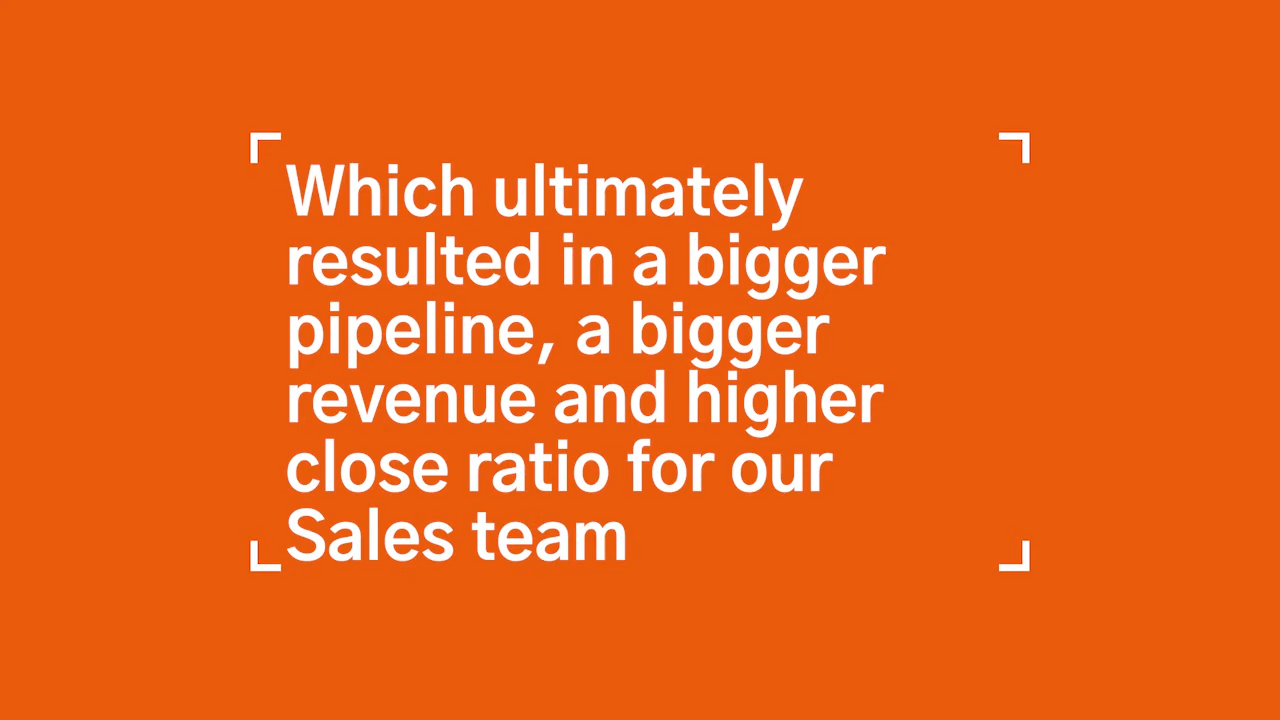 Which ultimately
resulted in a bigger
pipeline, a bigger
revenue and higher
close ratio for our
Sales team